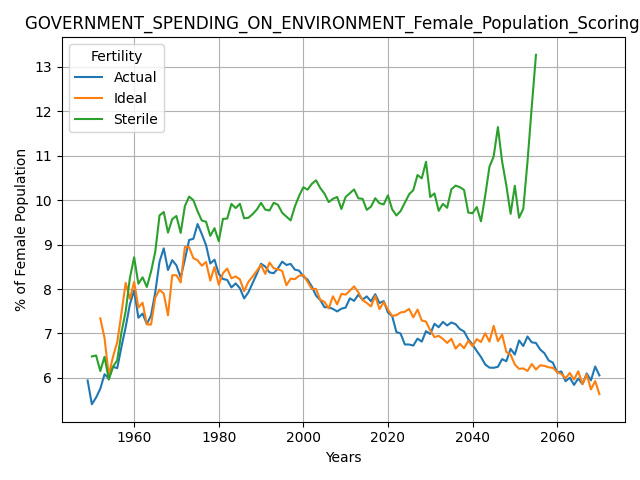 GOVERNMENT_SPENDING_ON_ENVIRONMENT_Female_Population_Scoring
Fertility
Actual
Ideal
Sterile
% of Female Population
13
12
11
10
9
8
7
6
1960 1980 2000 2020 2040 2060
Years